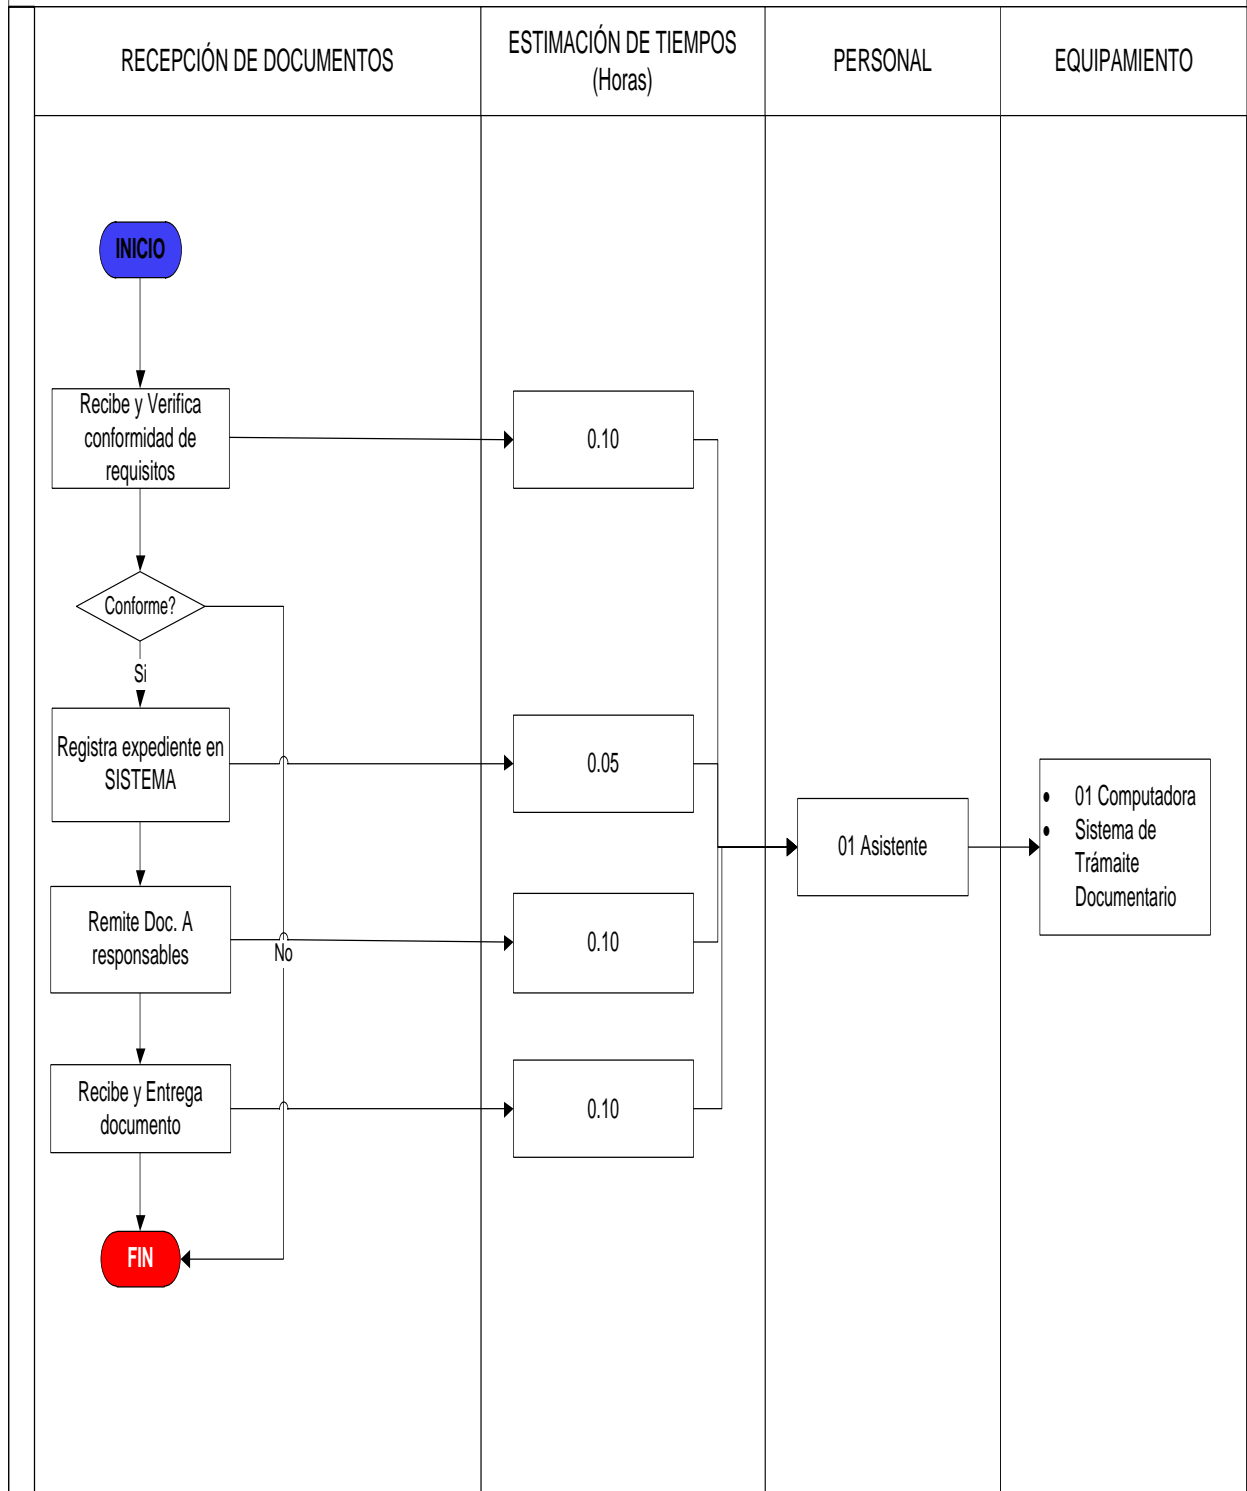 RECEPCIÓN DE DOCUMENTOS
ESTIMACIÓN DE TIEMPOS
(Horas)
PERSONAL
EQUIPAMIENTO
INICIO
Recibe y Verifica
conformidad de
requisitos
0.10
Conforme?
Si
Registra expediente en
SISTEMA
0.05
01 Asistente
• 01 Computadora
• Sistema de
Trámaite
Documentario
Remite Doc. A
responsables
No
0.10
Recibe y Entrega
documento
0.10
FIN